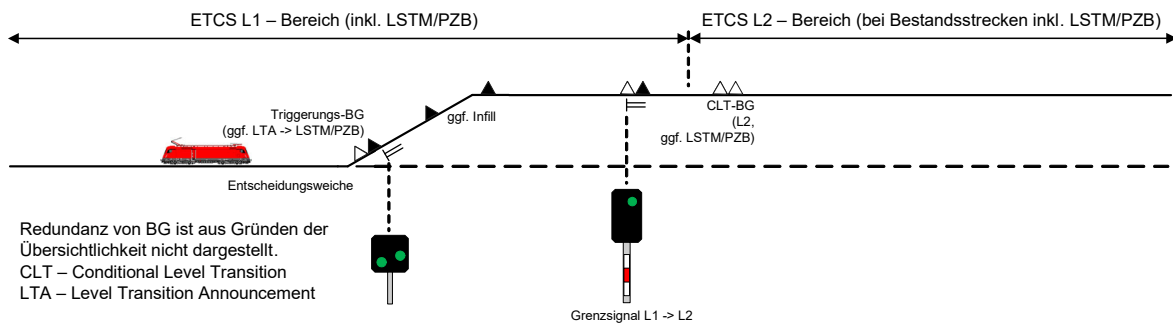 ETCS L1 – Bereich (inkl. LSTM/PZB)
ETCS L2 – Bereich (bei Bestandsstrecken inkl. LSTM/PZB)
Triggerungs-BG
(ggf. LTA -> LSTM/PZB)
ggf. Infill
CLT-BG
(L2,
ggf. LSTM/PZB)
Entscheidungsweiche
Redundanz von BG ist aus Gründen der
Übersichtlichkeit nicht dargestellt.
CLT – Conditional Level Transition
LTA – Level Transition Announcement
Grenzsignal L1 -> L2